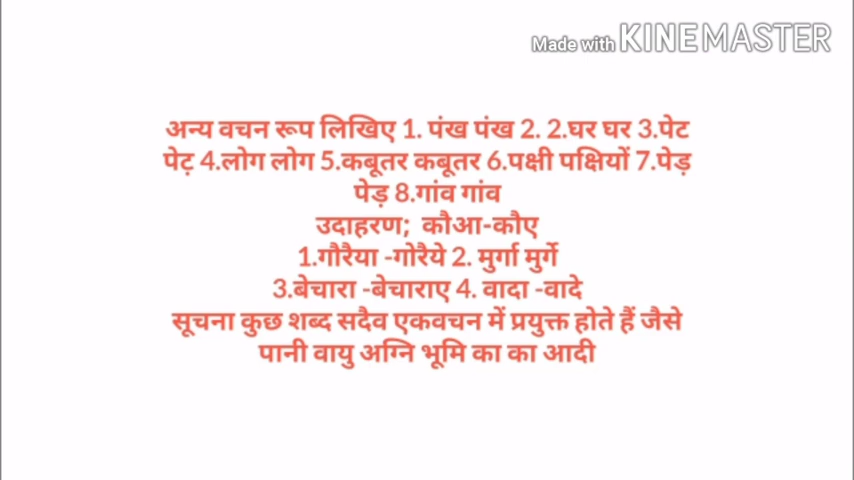 Made with KINEMASTER
अन्य वचन रूप लिखिए 1. पंख पंख 2. 2.घर घर 3.पेट
पेट़ 4.लोग लोग 5.कबूतर कबूतर 6.पक्षी पक्षियों 7.पेड़
पेड़ 8.गांव गांव
उदाहरण; कौआ-कौए
1.गौरैया -गोरैये 2. मुर्गा मुर्गे
3.बेचारा -बेचाराए 4. वादा -वादे
सूचना कुछ शब्द सदैव एकवचन में प्रयुक्त होते हैं जैसे
पानी वायु अग्नि भूमि का का आदी